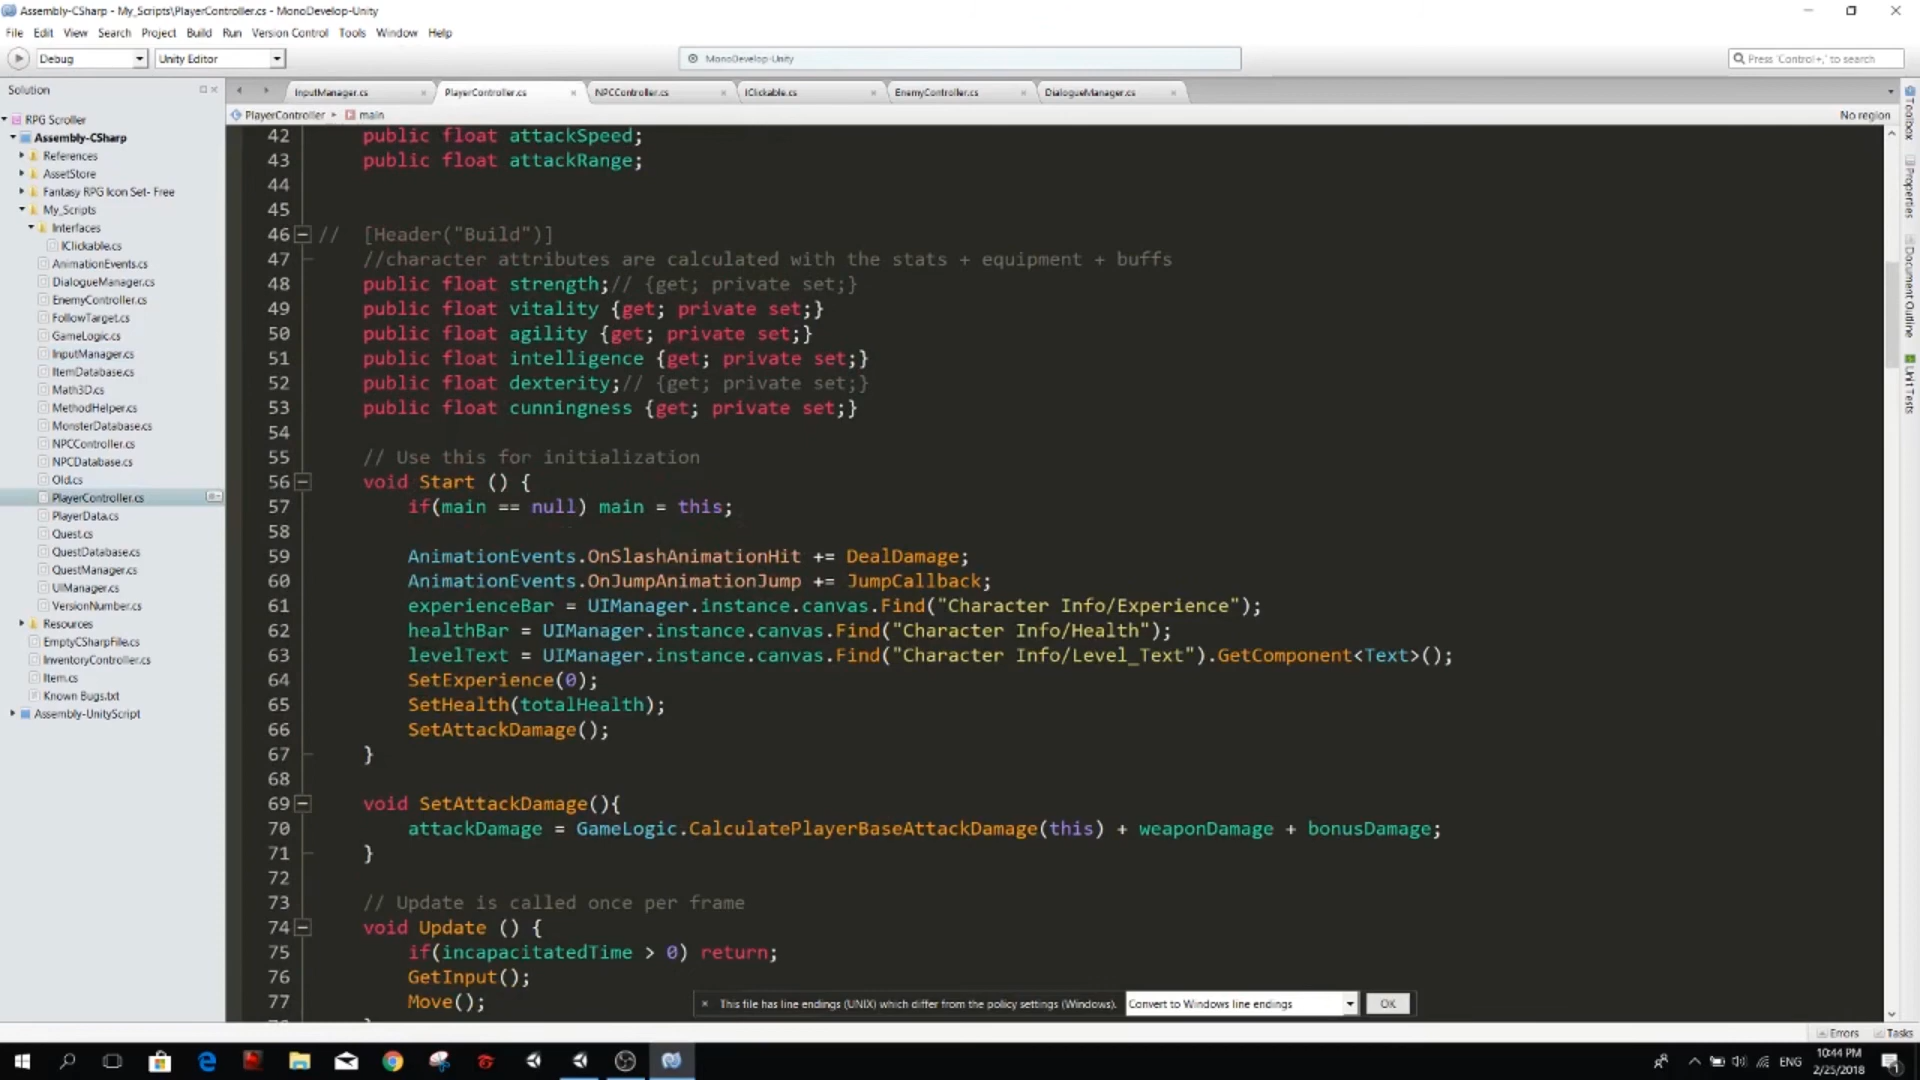 Assembly-CSharp - My_Scripts\PlayerController.cs - MonoDevelop-Unity
File Edit View Search Project Build Run Version Control Tools Window Help
Debug Unity Editor MonoDevelop-Unity Press 'Control+,' to search
Solution
InputManager.cs PlayerController.cs NPCController.cs IClickable.cs EnemyController.cs DialogueManager.cs
PlayerController main No region
RPG Scroller
Assembly-CSharp
References
AssetStore
Fantasy RPG Icon Set- Free
My_Scripts
Interfaces
IClickable.cs
AnimationEvents.cs
DialogueManager.cs
EnemyController.cs
FollowTarget.cs
GameLogic.cs
InputManager.cs
ItemDatabase.cs
Math3D.cs
MethodHelper.cs
MonsterDatabase.cs
NPCController.cs
NPCDatabase.cs
Old.cs
PlayerController.cs
PlayerData.cs
Quest.cs
QuestDatabase.cs
QuestManager.cs
UIManager.cs
VersionNumber.cs
Resources
EmptyCSharpFile.cs
InventoryController.cs
Item.cs
Known Bugs.txt
Assembly-UnityScript
42 public float attackSpeed;
43 public float attackRange;
44
45
46 // [Header("Build")]
47 //character attributes are calculated with the stats + equipment + buffs
48 public float strength;// {get; private set;}
49 public float vitality {get; private set;}
50 public float agility {get; private set;}
51 public float intelligence {get; private set;}
52 public float dexterity;// {get; private set;}
53 public float cunningness {get; private set;}
54
55 // Use this for initialization
56 void Start () {
57 if(main == null) main = this;
58
59 AnimationEvents.OnSlashAnimationHit += DealDamage;
60 AnimationEvents.OnJumpAnimationJump += JumpCallback;
61 experienceBar = UIManager.instance.canvas.Find("Character Info/Experience");
62 healthBar = UIManager.instance.canvas.Find("Character Info/Health");
63 levelText = UIManager.instance.canvas.Find("Character Info/Level_Text").GetComponent<Text>();
64 SetExperience(0);
65 SetHealth(totalHealth);
66 SetAttackDamage();
67 }
68
69 void SetAttackDamage(){
70 attackDamage = GameLogic.CalculatePlayerBaseAttackDamage(this) + weaponDamage + bonusDamage;
71 }
72
73 // Update is called once per frame
74 void Update () {
75 if(incapacitatedTime > 0) return;
76 GetInput();
77 Move();
This file has line endings (UNIX) which differ from the policy settings (Windows). Convert to Windows line endings OK
Toolbox
Properties
Document Outline
Unit Tests
Errors Tasks
ENG
10:44 PM
2/25/2018